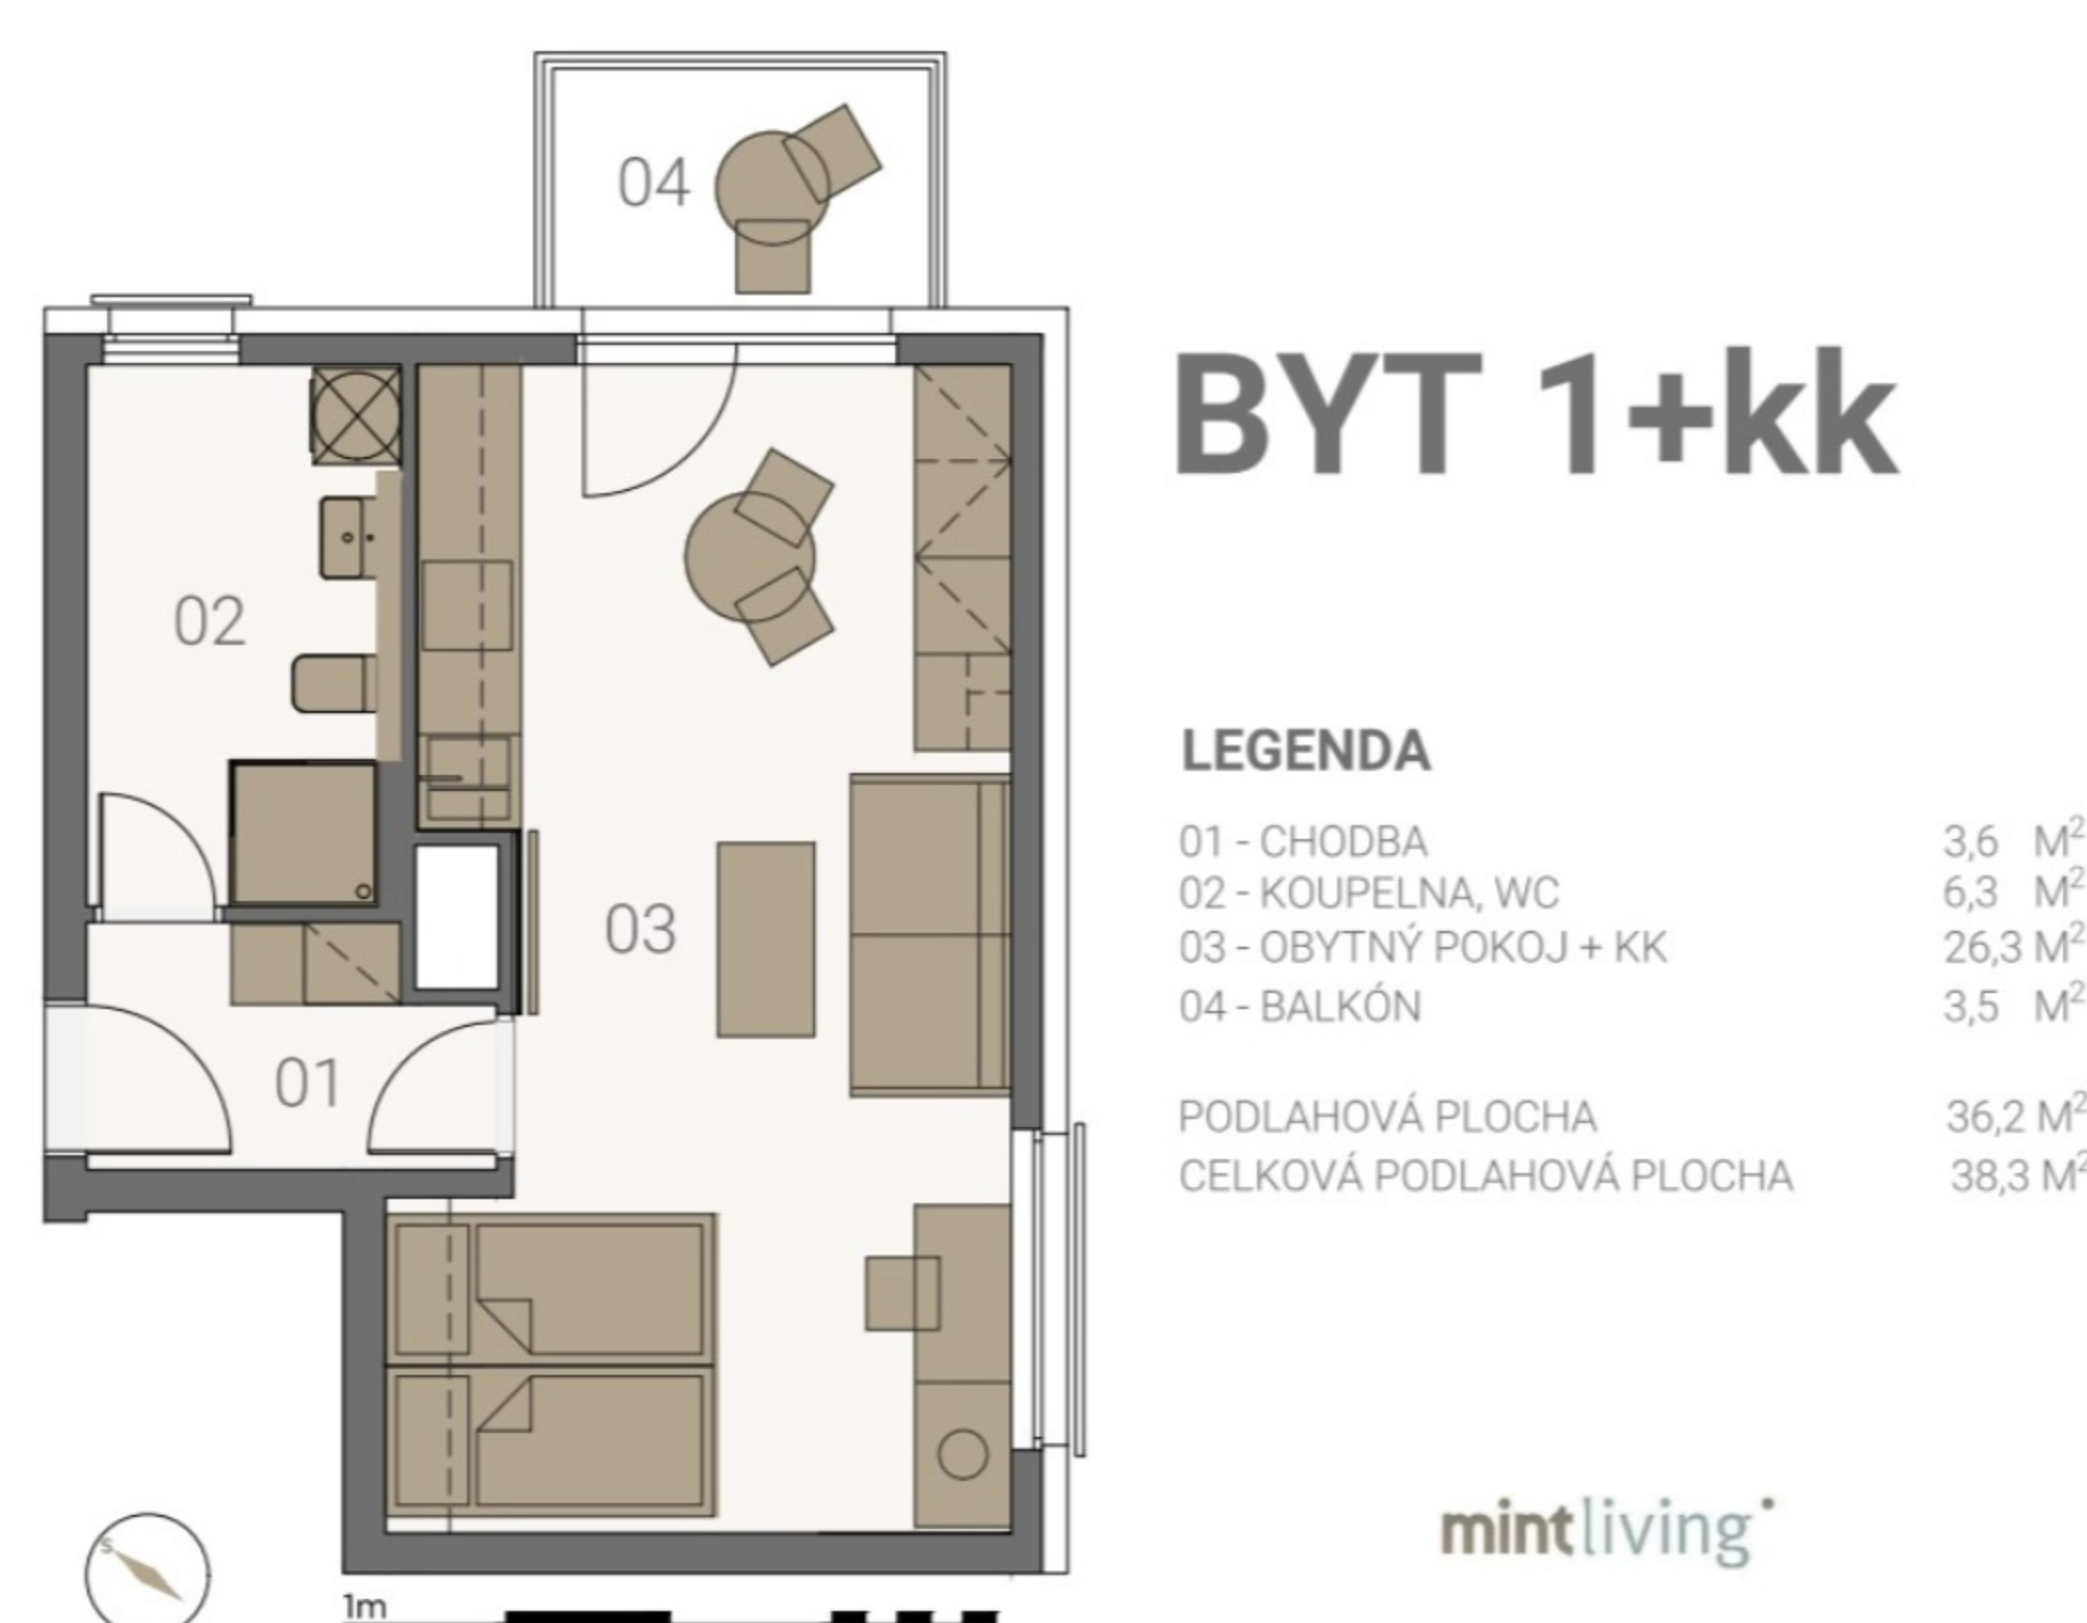 04
BYT 1+kk
02
LEGENDA
01 - CHODBA 3,6 M²
02 - KOUPELNA, WC 6,3 M²
03 - OBYTNÝ POKOJ + KK 26,3 M²
04 - BALKÓN 3,5 M²
03
01
PODLAHOVÁ PLOCHA 36,2 M²
CELKOVÁ PODLAHOVÁ PLOCHA 38,3 M²
mintliving
S
1m